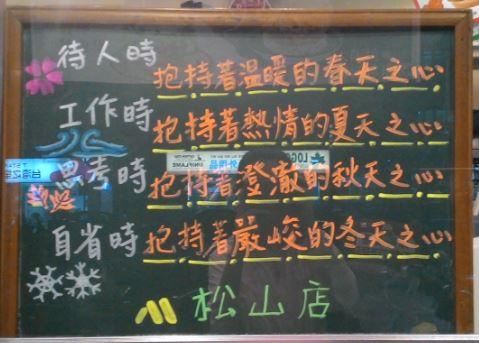 待人時 抱持著溫暖的春天之心
工作時 抱持著熱情的夏天之心
思考時 抱持著澄澈的秋天之心
自省時 抱持著嚴峻的冬天之心
松山店